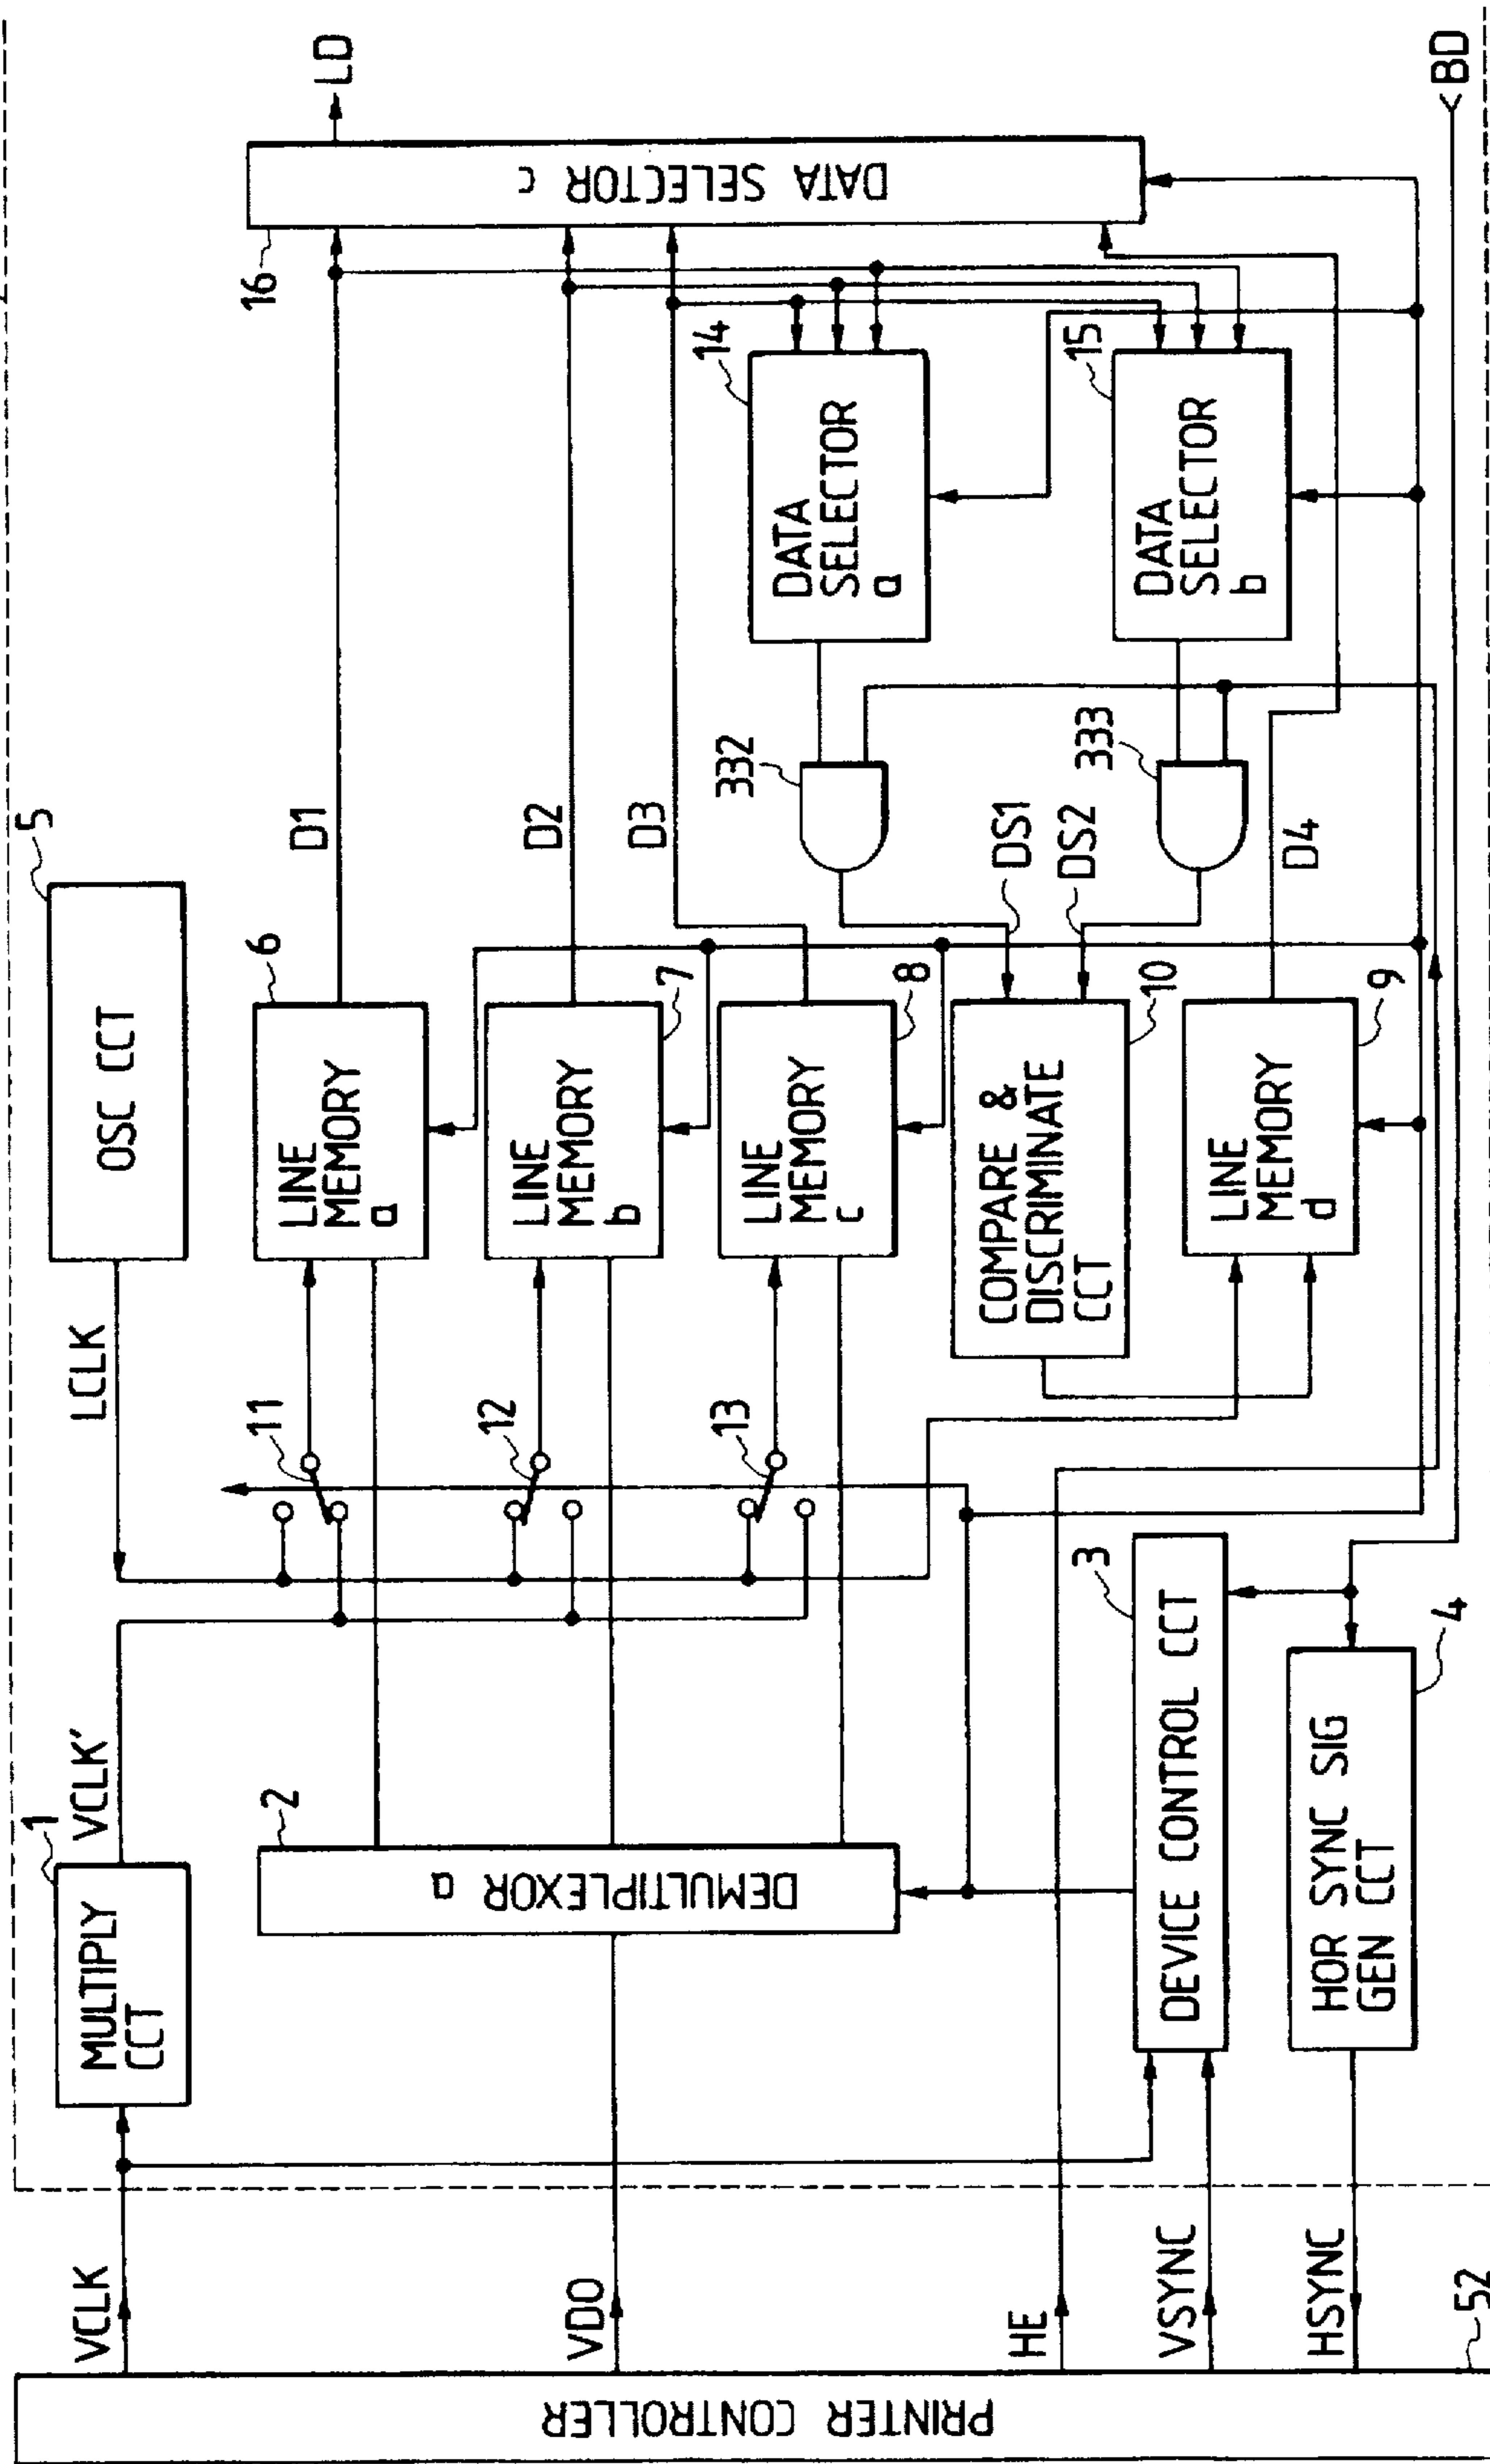 PRINTER CONTROLLER
52
VCLK
VDO
HE
VSYNC
HSYNC
MULTIPLY
CCT
1
VCLK'
DEMULTIPLEXOR a
2
DEVICE CONTROL CCT
3
HOR SYNC SIG
GEN CCT
4
LCLK
OSC CCT
5
11
12
13
LINE
MEMORY
a
6
LINE
MEMORY
b
7
LINE
MEMORY
c
8
COMPARE &
DISCRIMINATE
CCT
10
LINE
MEMORY
d
9
D1
D2
D3
D4
DS1
DS2
332
333
DATA
SELECTOR
a
14
DATA
SELECTOR
b
15
DATA SELECTOR c
16
LD
BD